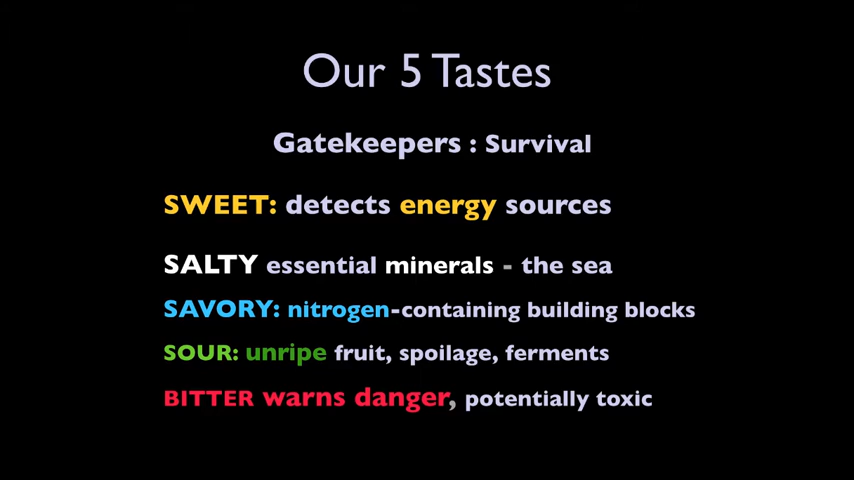 Our 5 Tastes
Gatekeepers : Survival
SWEET: detects energy sources
SALTY essential minerals - the sea
SAVORY: nitrogen-containing building blocks
SOUR: unripe fruit, spoilage, ferments
BITTER warns danger, potentially toxic